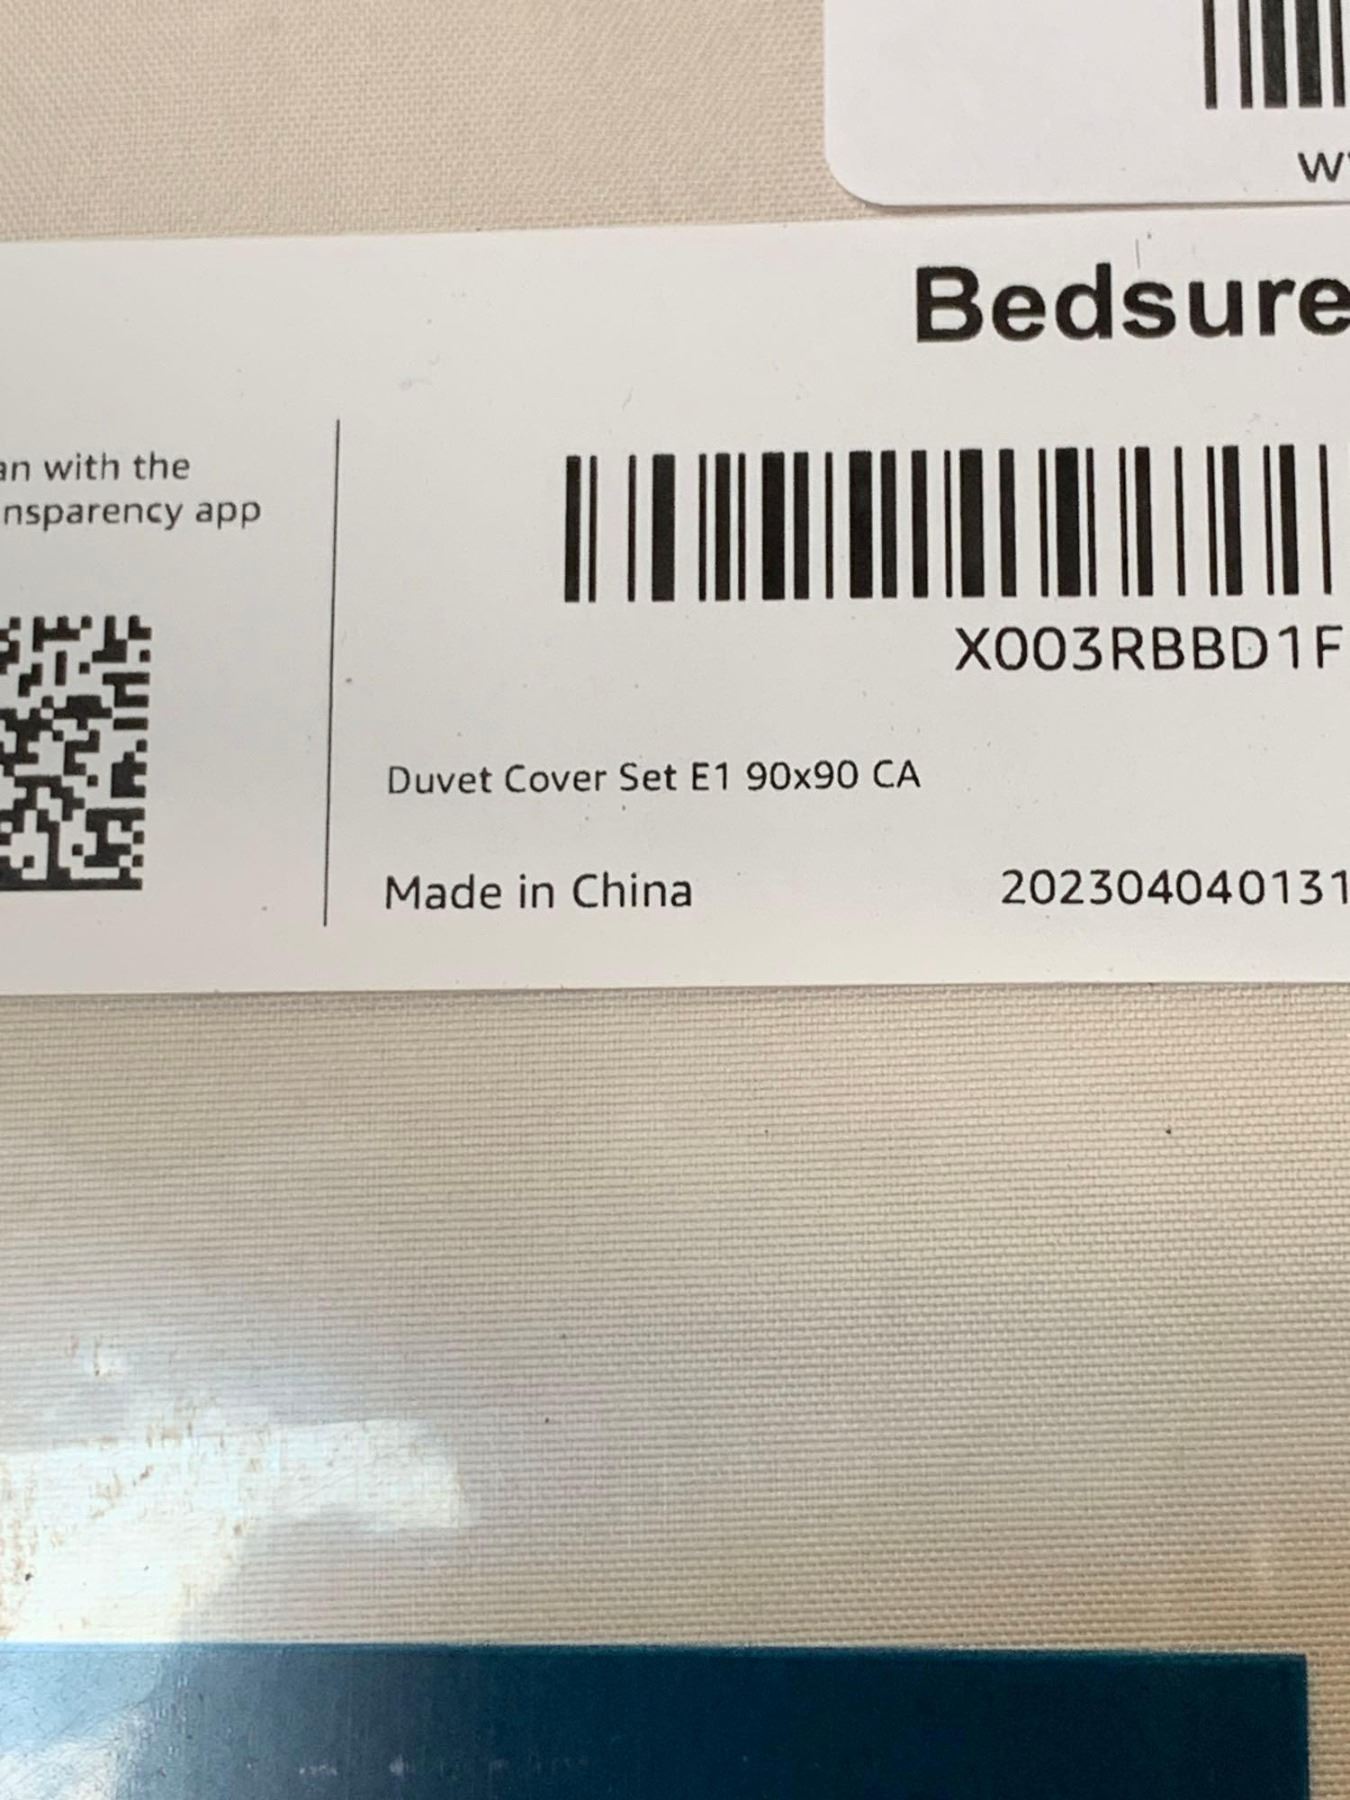 Bedsure
an with the
nsparency app
X003RBBD1F
Duvet Cover Set E1 90x90 CA
Made in China
202304040131